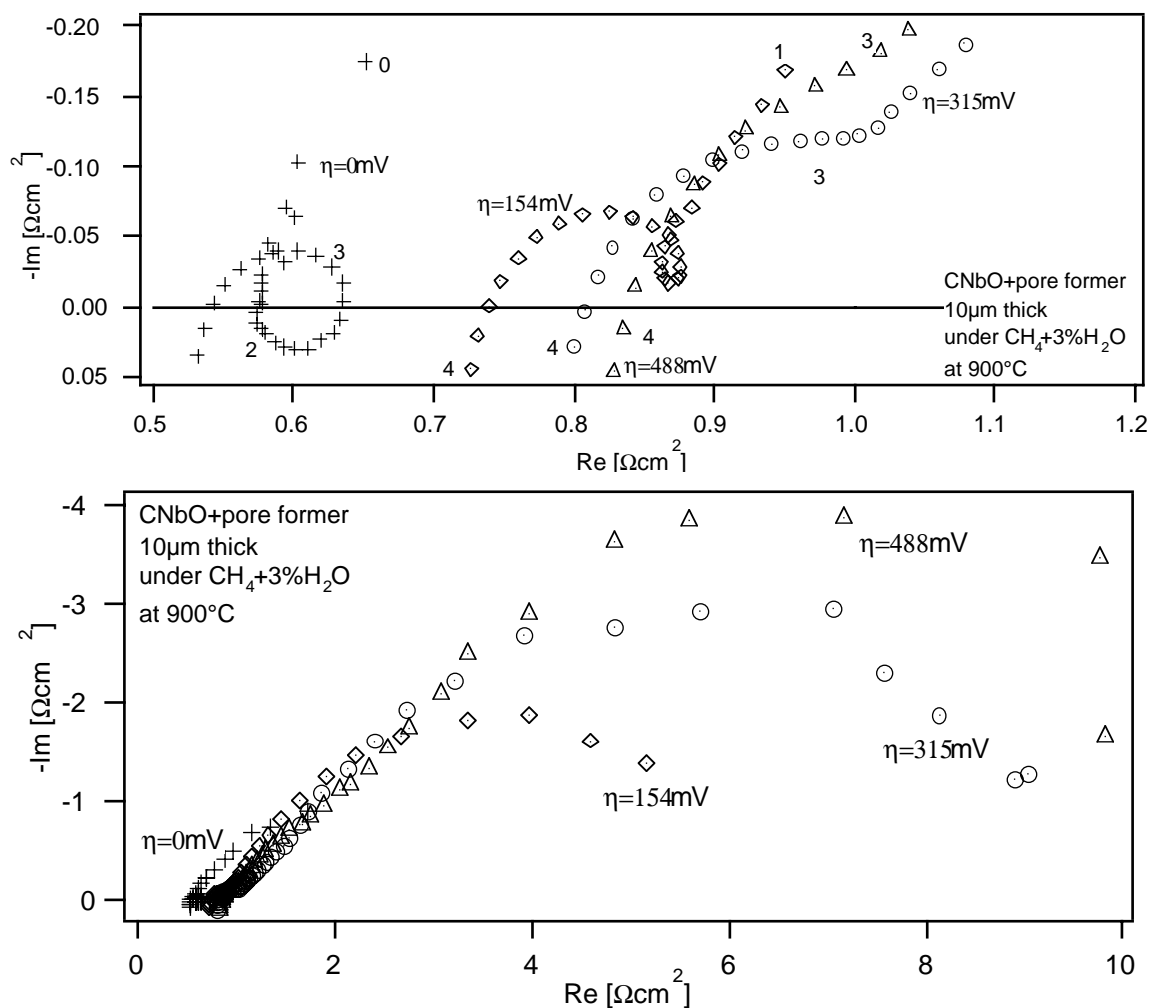 -0.20
-0.15
-0.10
-0.05
0.00
0.05
-Im [Ωcm²]
0
η=0mV
3
2
η=154mV
4
1
3
η=315mV
3
4
4
η=488mV
CNbO+pore former
10µm thick
under CH₄+3%H₂O
at 900°C
0.5 0.6 0.7 0.8 0.9 1.0 1.1 1.2
Re [Ωcm²]
-4
-3
-2
-1
0
-Im [Ωcm²]
CNbO+pore former
10µm thick
under CH₄+3%H₂O
at 900°C
η=488mV
η=315mV
η=154mV
η=0mV
0 2 4 6 8 10
Re [Ωcm²]